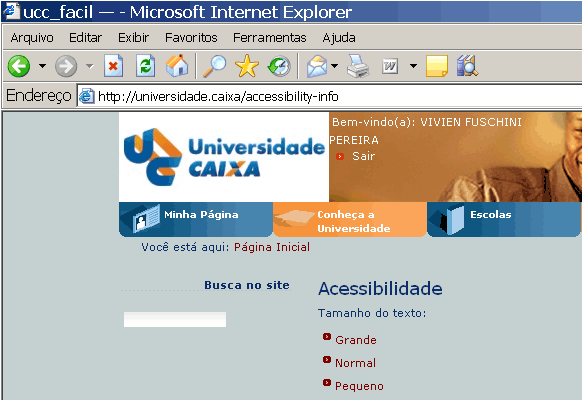 ucc_facil — - Microsoft Internet Explorer
Arquivo Editar Exibir Favoritos Ferramentas Ajuda
W
Endereço http://universidade.caixa/accessibility-info
Universidade
CAIXA
Bem-vindo(a): VIVIEN FUSCHINI
PEREIRA
Sair
Minha Página
Conheça a
Universidade
Escolas
Você está aqui: Página Inicial
Busca no site
Acessibilidade
Tamanho do texto:
Grande
Normal
Pequeno